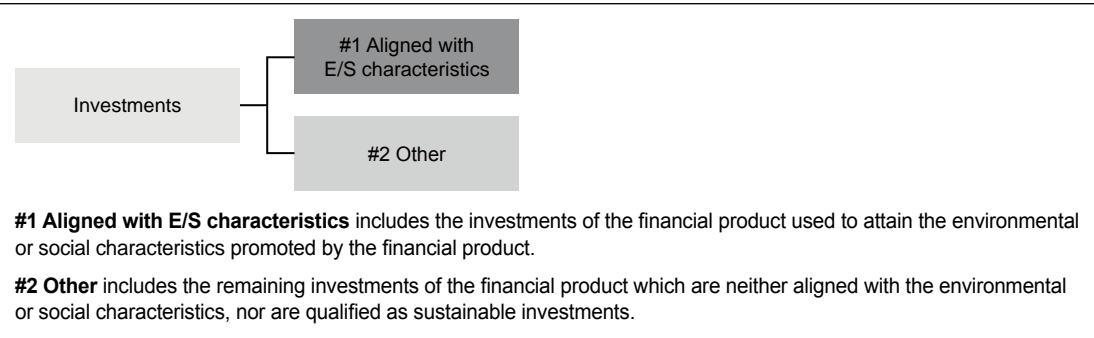 #1 Aligned with
E/S characteristics
Investments
#2 Other
#1 Aligned with E/S characteristics includes the investments of the financial product used to attain the environmental
or social characteristics promoted by the financial product.
#2 Other includes the remaining investments of the financial product which are neither aligned with the environmental
or social characteristics, nor are qualified as sustainable investments.